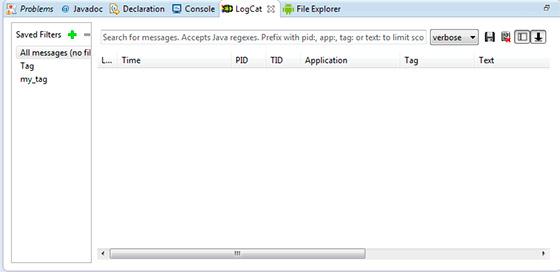 Problems @ Javadoc Declaration Console LogCat File Explorer
Saved Filters
Search for messages. Accepts Java regexes. Prefix with pid:, app:, tag: or text: to limit sco
verbose
All messages (no fil
L... Time PID TID Application Tag Text
Tag
my_tag